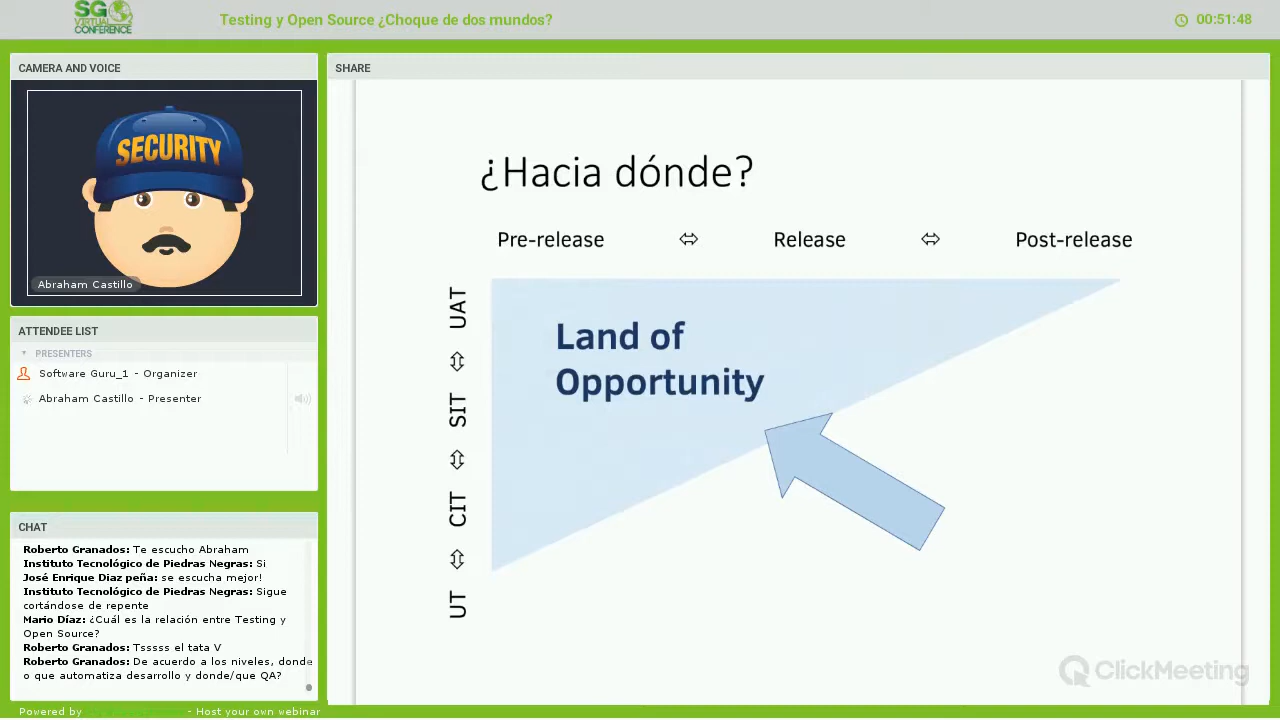 SG
VIRTUAL
CONFERENCE
Testing y Open Source ¿Choque de dos mundos?
00:51:48
CAMERA AND VOICE
SECURITY
Abraham Castillo
ATTENDEE LIST
PRESENTERS
Software Guru_1 - Organizer
Abraham Castillo - Presenter
CHAT
Roberto Granados: Te escucho Abraham
Instituto Tecnológico de Piedras Negras: Si
José Enrique Diaz peña: se escucha mejor!
Instituto Tecnológico de Piedras Negras: Sigue
cortándose de repente
Mario Díaz: ¿Cuál es la relación entre Testing y
Open Source?
Roberto Granados: Tsssss el tata V
Roberto Granados: De acuerdo a los niveles, donde
o que automatiza desarrollo y donde/que QA?
Powered by - Host your own webinar
SHARE
¿Hacia dónde?
Pre-release ⬄ Release ⬄ Post-release
UAT
SIT
CIT
UT
Land of
Opportunity
ClickMeeting